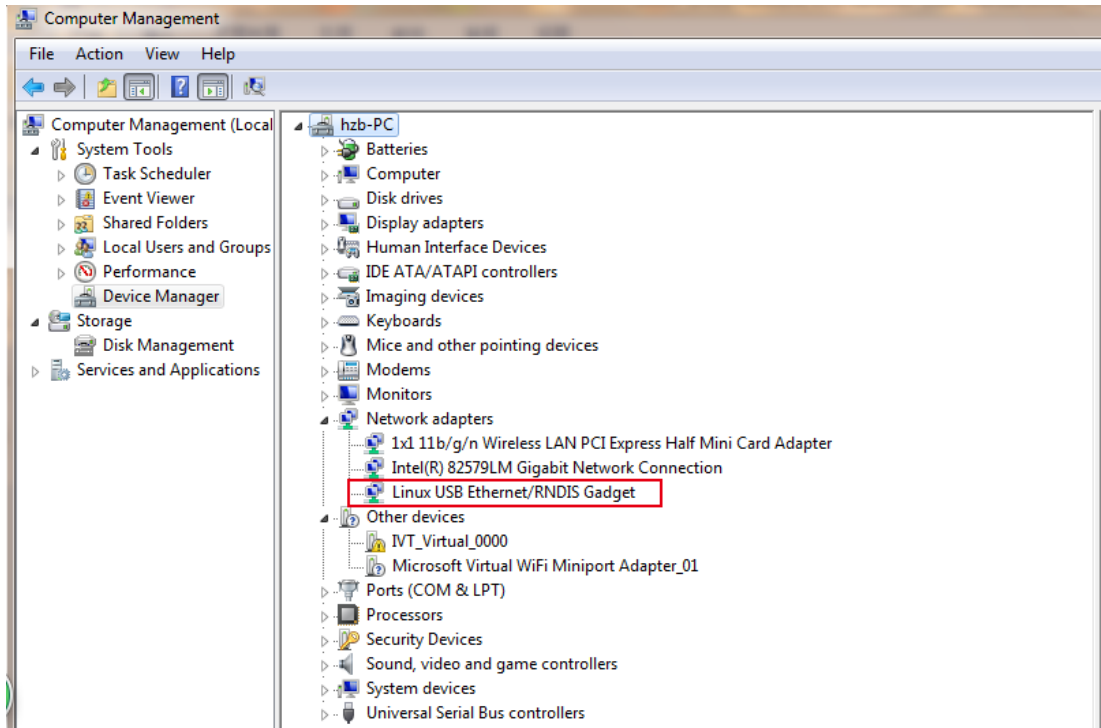 Computer Management
File Action View Help
Computer Management (Local
System Tools
Task Scheduler
Event Viewer
Shared Folders
Local Users and Groups
Performance
Device Manager
Storage
Disk Management
Services and Applications
hzb-PC
Batteries
Computer
Disk drives
Display adapters
Human Interface Devices
IDE ATA/ATAPI controllers
Imaging devices
Keyboards
Mice and other pointing devices
Modems
Monitors
Network adapters
1x1 11b/g/n Wireless LAN PCI Express Half Mini Card Adapter
Intel(R) 82579LM Gigabit Network Connection
Linux USB Ethernet/RNDIS Gadget
Other devices
IVT_Virtual_0000
Microsoft Virtual WiFi Miniport Adapter_01
Ports (COM & LPT)
Processors
Security Devices
Sound, video and game controllers
System devices
Universal Serial Bus controllers